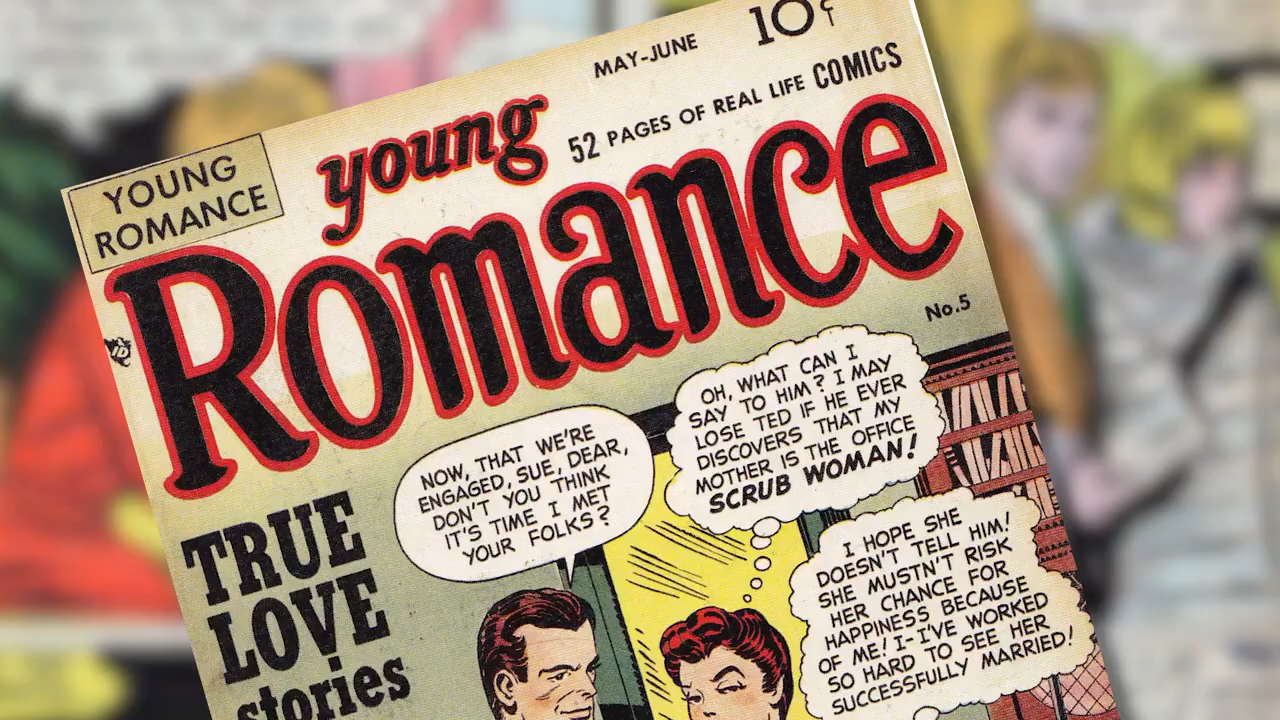 MAY-JUNE
10¢
YOUNG
ROMANCE
young
52 PAGES OF REAL LIFE COMICS
ROmance
No.5
NOW, THAT WE'RE
ENGAGED, SUE, DEAR,
DON'T YOU THINK
IT'S TIME I MET
YOUR FOLKS?
OH, WHAT CAN I
SAY TO HIM? I MAY
LOSE TED IF HE EVER
DISCOVERS THAT MY
MOTHER IS THE OFFICE
SCRUB WOMAN!
I HOPE SHE
DOESN'T TELL HIM!
SHE MUSTN'T RISK
HER CHANCE FOR
HAPPINESS BECAUSE
OF ME! I-I'VE WORKED
SO HARD TO SEE HER
SUCCESSFULLY MARRIED!
TRUE
LOVE
stories